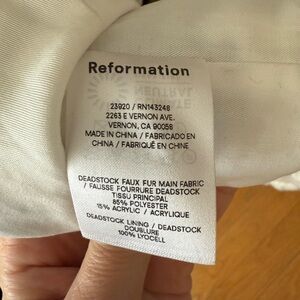 Reformation
23920 / RN143248
2263 E VERNON AVE.
VERNON, CA 90058
MADE IN CHINA / FABRICADO EN
CHINA / FABRIQUÉ EN CHINE
DEADSTOCK FAUX FUR MAIN FABRIC
/ FAUSSE FOURRURE DEADSTOCK
TISSU PRINCIPAL
85% POLYESTER
15% ACRYLIC / ACRYLIQUE
DEADSTOCK LINING / DEADSTOCK
DOUBLURE
100% LYOCELL